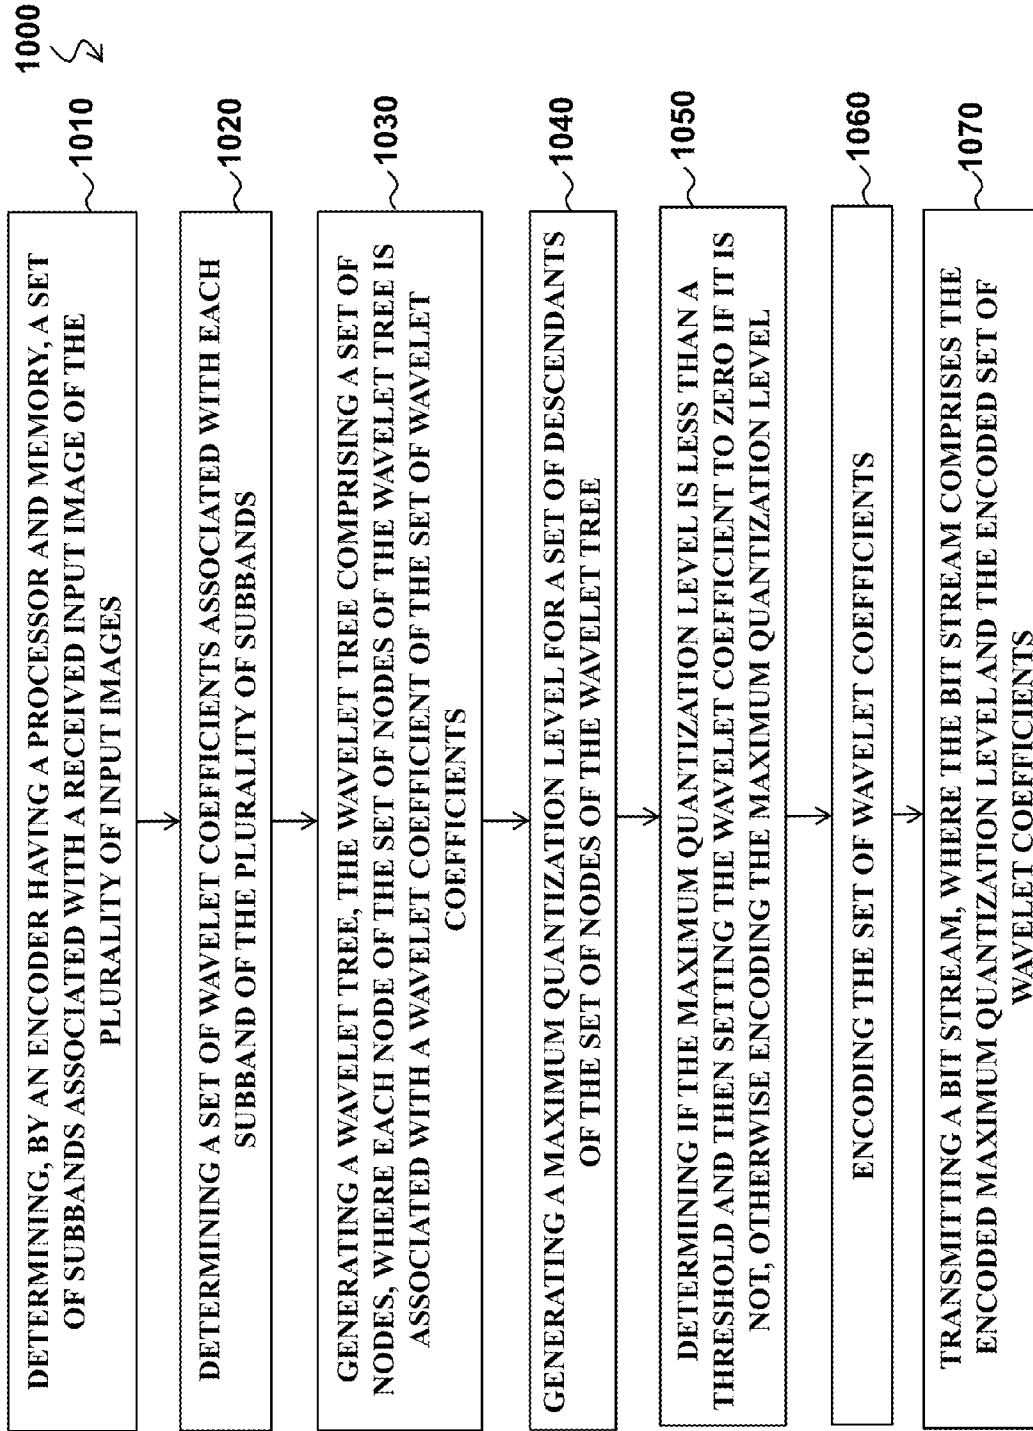 1000
DETERMINING, BY AN ENCODER HAVING A PROCESSOR AND MEMORY, A SET
OF SUBBANDS ASSOCIATED WITH A RECEIVED INPUT IMAGE OF THE
PLURALITY OF INPUT IMAGES
1010
DETERMINING A SET OF WAVELET COEFFICIENTS ASSOCIATED WITH EACH
SUBBAND OF THE PLURALITY OF SUBBANDS
1020
GENERATING A WAVELET TREE, THE WAVELET TREE COMPRISING A SET OF
NODES, WHERE EACH NODE OF THE SET OF NODES OF THE WAVELET TREE IS
ASSOCIATED WITH A WAVELET COEFFICIENT OF THE SET OF WAVELET
COEFFICIENTS
1030
GENERATING A MAXIMUM QUANTIZATION LEVEL FOR A SET OF DESCENDANTS
OF THE SET OF NODES OF THE WAVELET TREE
1040
DETERMINING IF THE MAXIMUM QUANTIZATION LEVEL IS LESS THAN A
THRESHOLD AND THEN SETTING THE WAVELET COEFFICIENT TO ZERO IF IT IS
NOT, OTHERWISE ENCODING THE MAXIMUM QUANTIZATION LEVEL
1050
ENCODING THE SET OF WAVELET COEFFICIENTS
1060
TRANSMITTING A BIT STREAM, WHERE THE BIT STREAM COMPRISES THE
ENCODED MAXIMUM QUANTIZATION LEVEL AND THE ENCODED SET OF
WAVELET COEFFICIENTS
1070